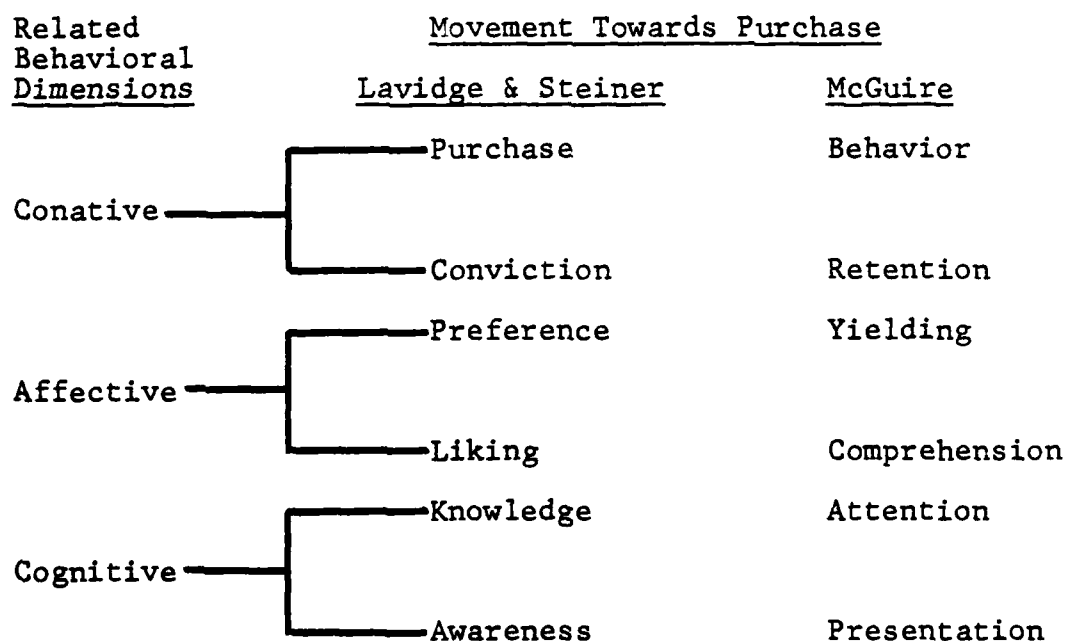 Related Movement Towards Purchase
Behavioral
Dimensions Lavidge & Steiner McGuire
Purchase Behavior
Conative
Conviction Retention
Preference Yielding
Affective
Liking Comprehension
Knowledge Attention
Cognitive
Awareness Presentation